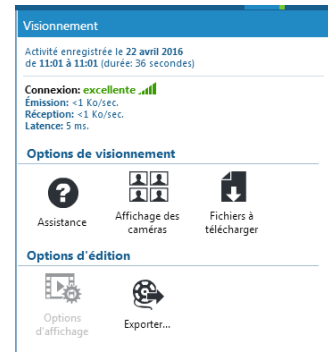 Visionnement
Activité enregistrée le 22 avril 2016
de 11:01 à 11:01 (durée: 36 secondes)
Connexion: excellente
Émission: <1 Ko/sec.
Réception: <1 Ko/sec.
Latence: 5 ms.
Options de visionnement
Assistance
Affichage des
caméras
Fichiers à
télécharger
Options d'édition
Options
d'affichage
Exporter...